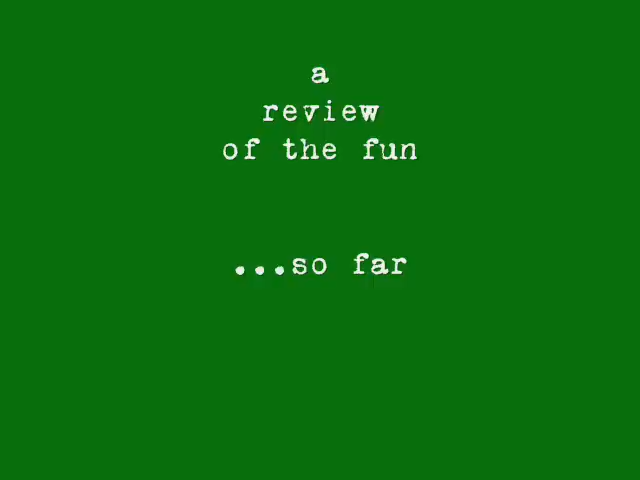 a
review
of the fun
...so far